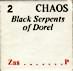 2 CHAOS
Black Serpents
of Dorel
Zas ........ P